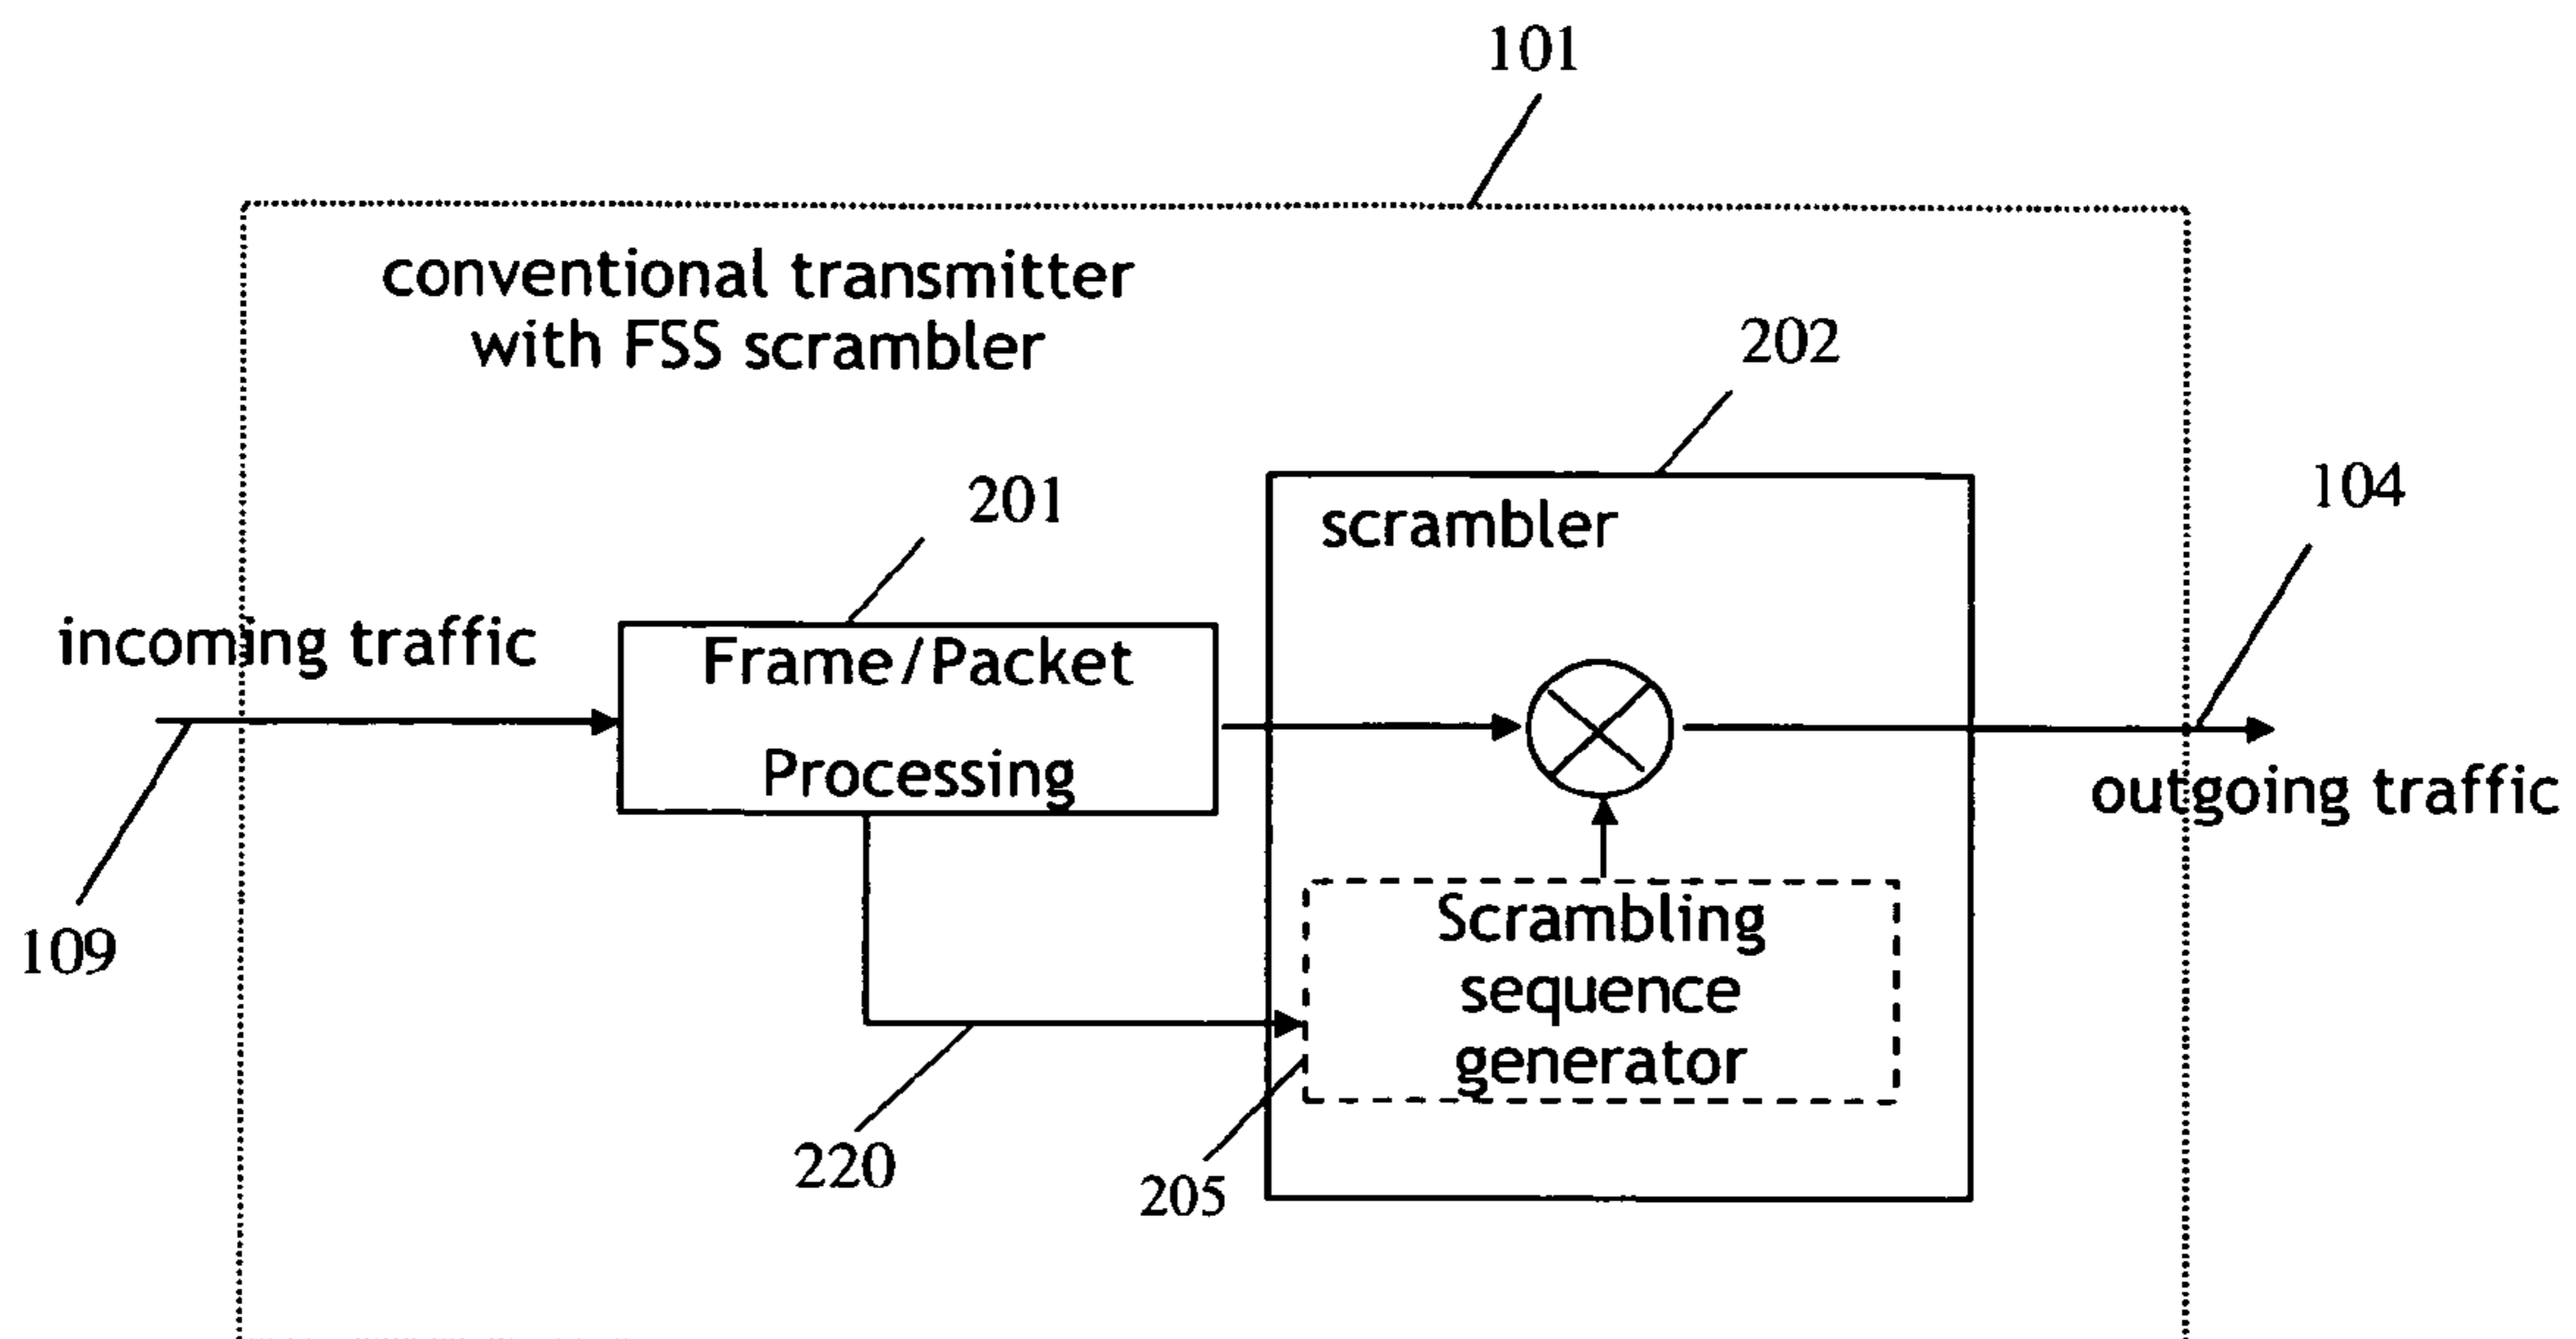 101
conventional transmitter
with FSS scrambler
202
201
104
scrambler
incoming traffic
Frame/Packet
Processing
outgoing traffic
109
Scrambling
sequence
generator
220
205